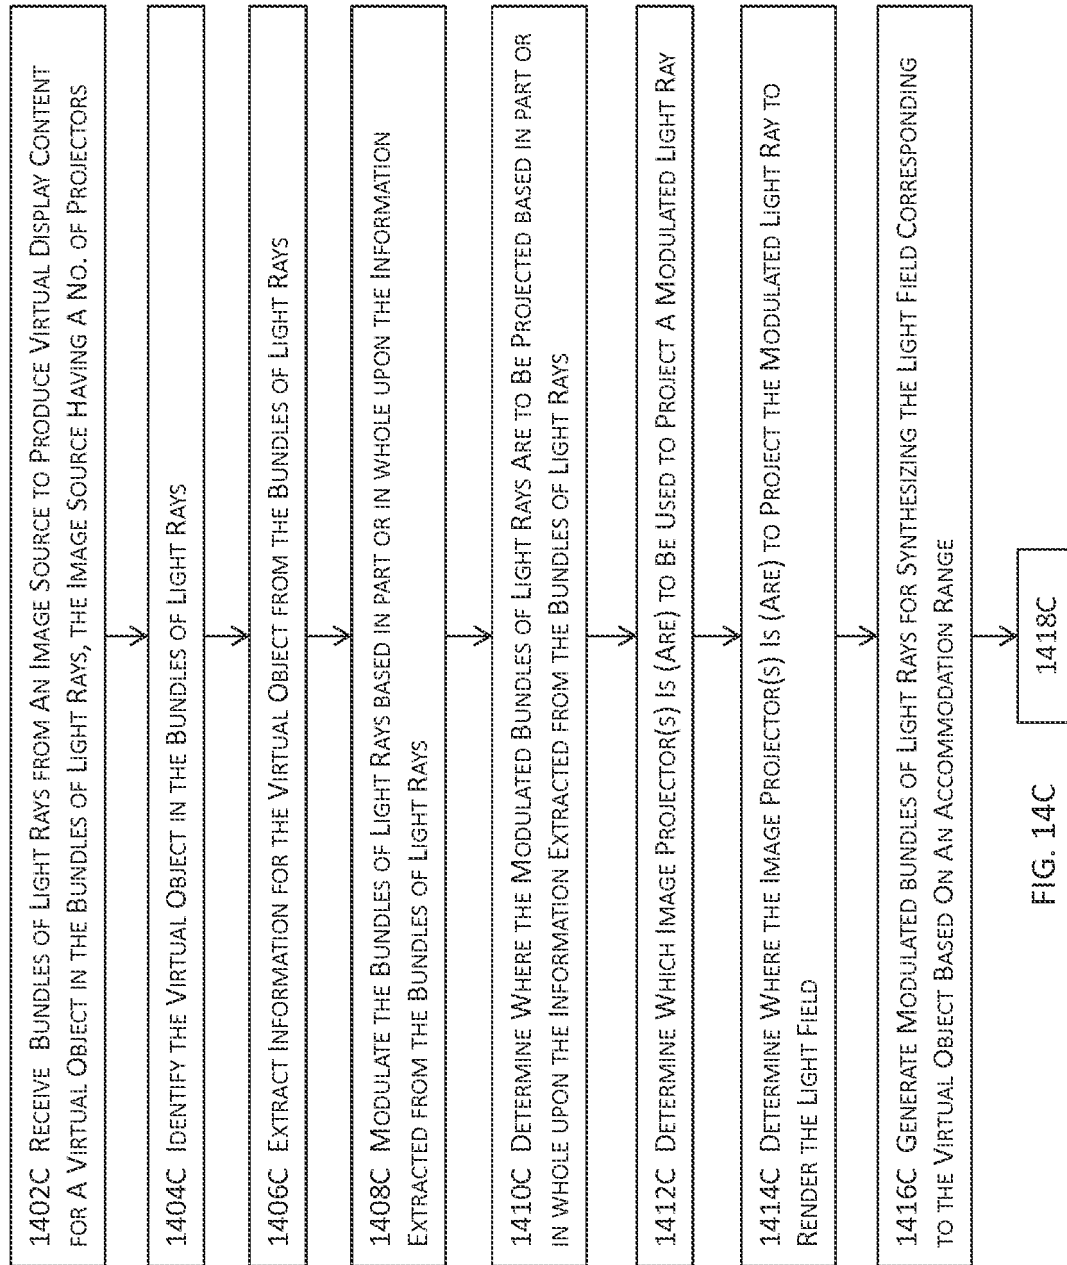 1402C RECEIVE BUNDLES OF LIGHT RAYS FROM AN IMAGE SOURCE TO PRODUCE VIRTUAL DISPLAY CONTENT
FOR A VIRTUAL OBJECT IN THE BUNDLES OF LIGHT RAYS, THE IMAGE SOURCE HAVING A NO. OF PROJECTORS
1404C IDENTIFY THE VIRTUAL OBJECT IN THE BUNDLES OF LIGHT RAYS
1406C EXTRACT INFORMATION FOR THE VIRTUAL OBJECT FROM THE BUNDLES OF LIGHT RAYS
1408C MODULATE THE BUNDLES OF LIGHT RAYS BASED IN PART OR IN WHOLE UPON THE INFORMATION
EXTRACTED FROM THE BUNDLES OF LIGHT RAYS
1410C DETERMINE WHERE THE MODULATED BUNDLES OF LIGHT RAYS ARE TO BE PROJECTED BASED IN PART OR
IN WHOLE UPON THE INFORMATION EXTRACTED FROM THE BUNDLES OF LIGHT RAYS
1412C DETERMINE WHICH IMAGE PROJECTOR(S) IS (ARE) TO BE USED TO PROJECT A MODULATED LIGHT RAY
1414C DETERMINE WHERE THE IMAGE PROJECTOR(S) IS (ARE) TO PROJECT THE MODULATED LIGHT RAY TO
RENDER THE LIGHT FIELD
1416C GENERATE MODULATED BUNDLES OF LIGHT RAYS FOR SYNTHESIZING THE LIGHT FIELD CORRESPONDING
TO THE VIRTUAL OBJECT BASED ON AN ACCOMMODATION RANGE
1418C
FIG. 14C